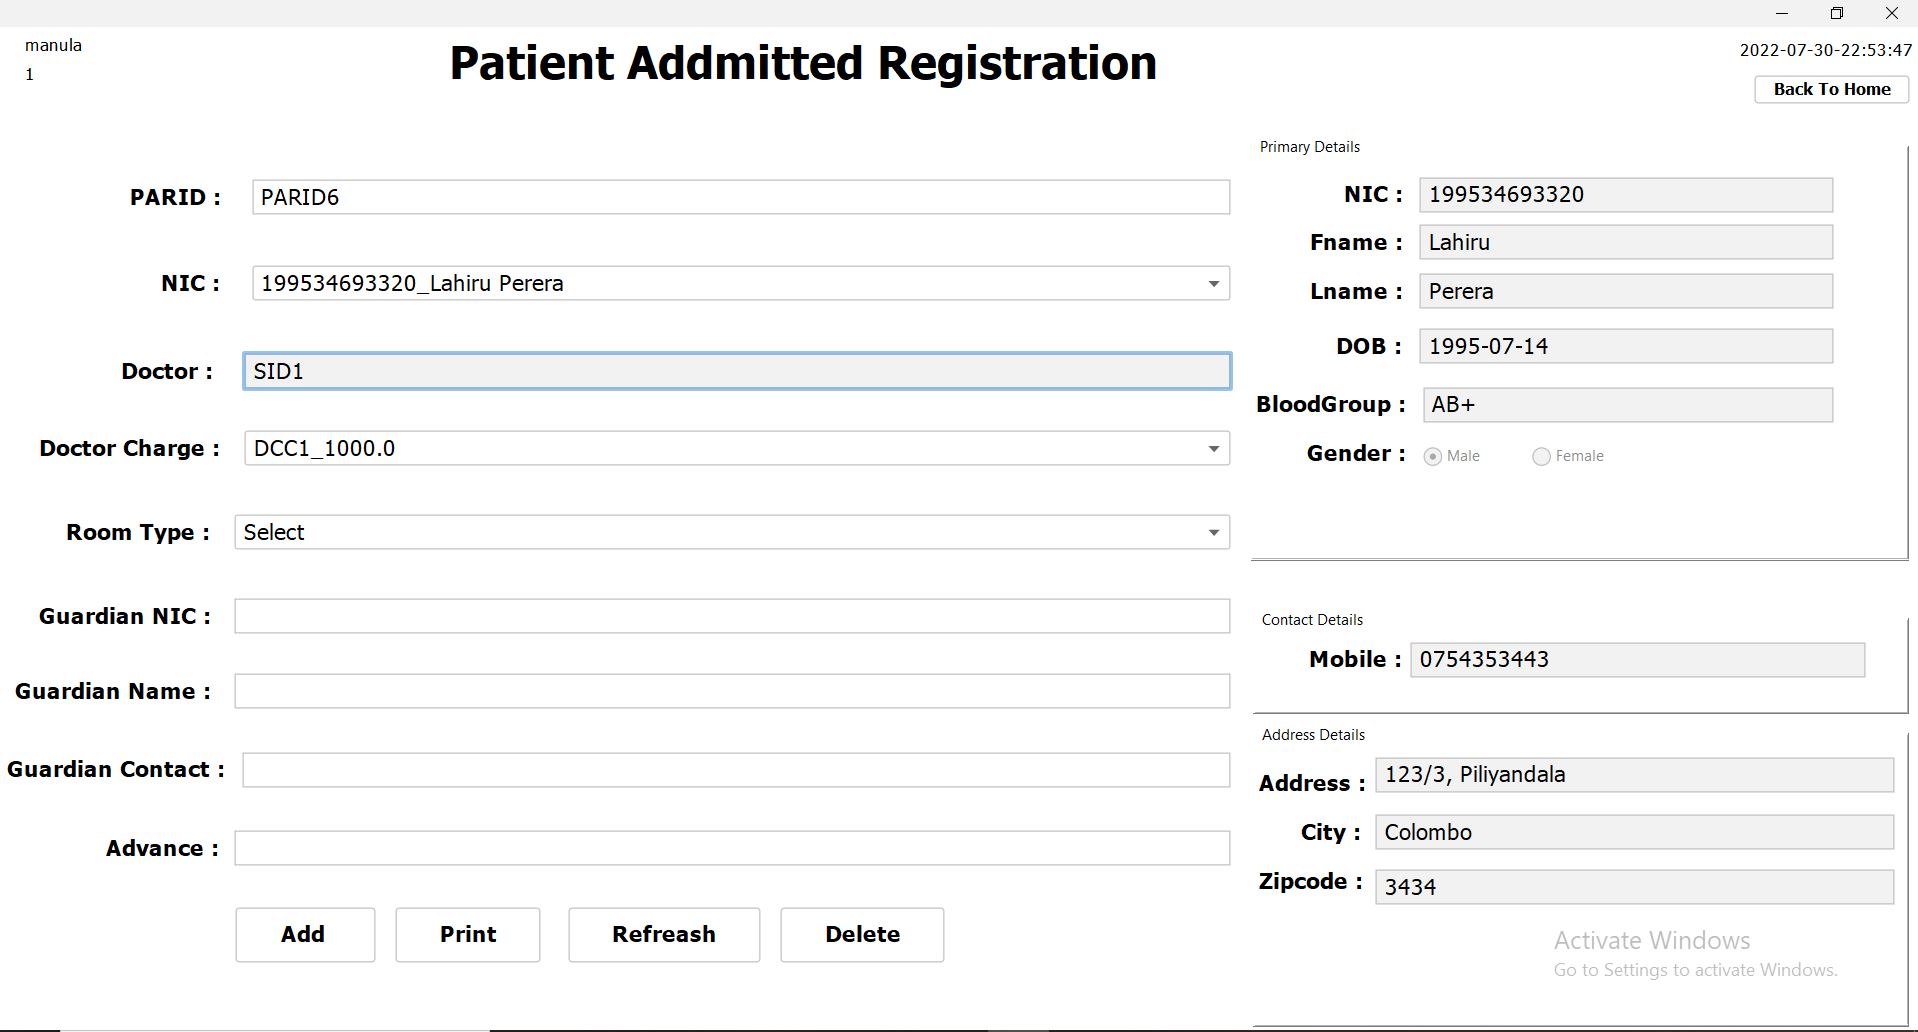 manula
1
Patient Addmitted Registration
2022-07-30-22:53:47
Back To Home
PARID : PARID6
NIC : 199534693320_Lahiru Perera
Doctor : SID1
Doctor Charge : DCC1_1000.0
Room Type : Select
Guardian NIC :
Guardian Name :
Guardian Contact :
Advance :
Add Print Refreash Delete
Primary Details
NIC : 199534693320
Fname : Lahiru
Lname : Perera
DOB : 1995-07-14
BloodGroup : AB+
Gender : Male Female
Contact Details
Mobile : 0754353443
Address Details
Address : 123/3, Piliyandala
City : Colombo
Zipcode : 3434
Activate Windows
Go to Settings to activate Windows.